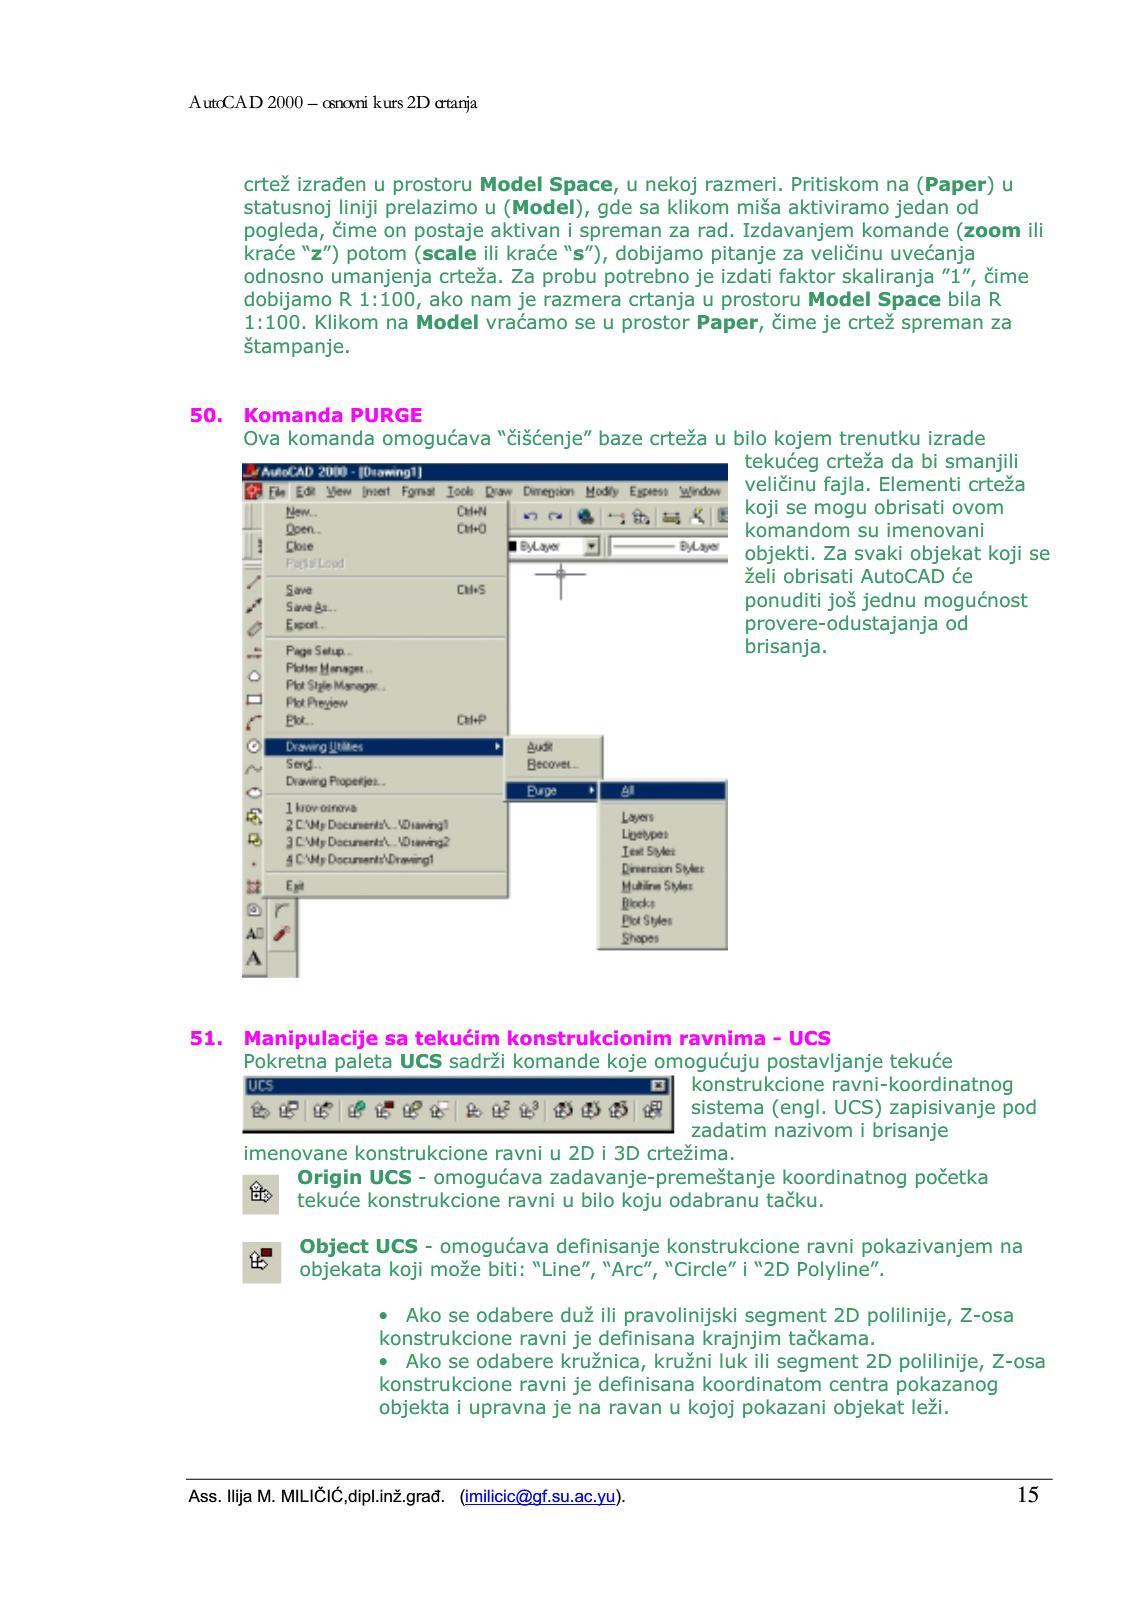 AutoCAD 2000 – osnovni kurs 2D crtanja
crtež izrađen u prostoru Model Space, u nekoj razmeri. Pritiskom na (Paper) u
statusnoj liniji prelazimo u (Model), gde sa klikom miša aktiviramo jedan od
pogleda, čime on postaje aktivan i spreman za rad. Izdavanjem komande (zoom ili
kraće “z”) potom (scale ili kraće “s”), dobijamo pitanje za veličinu uvećanja
odnosno umanjenja crteža. Za probu potrebno je izdati faktor skaliranja ”1”, čime
dobijamo R 1:100, ako nam je razmera crtanja u prostoru Model Space bila R
1:100. Klikom na Model vraćamo se u prostor Paper, čime je crtež spreman za
štampanje.
50. Komanda PURGE
Ova komanda omogućava “čišćenje” baze crteža u bilo kojem trenutku izrade
tekućeg crteža da bi smanjili
veličinu fajla. Elementi crteža
koji se mogu obrisati ovom
komandom su imenovani
objekti. Za svaki objekat koji se
želi obrisati AutoCAD će
ponuditi još jednu mogućnost
provere-odustajanja od
brisanja.
AutoCAD 2000 - [Drawing1]
File Edit View Insert Format Tools Draw Dimension Modify Express Window
New... Ctrl+N
Open... Ctrl+O
Close
Partial Load
ByLayer ByLayer
Save Ctrl+S
Save As...
Export...
Page Setup...
Plotter Manager...
Plot Style Manager...
Plot Preview
Plot... Ctrl+P
Drawing Utilities
Send...
Drawing Properties...
1 krov-osnova
2 C:\My Documents\...\Drawing1
3 C:\My Documents\...\Drawing2
4 C:\My Documents\Drawing1
Exit
Audit
Recover...
Purge
All
Layers
Linetypes
Text Styles
Dimension Styles
Multiline Styles
Blocks
Plot Styles
Shapes
A
A
51. Manipulacije sa tekućim konstrukcionim ravnima - UCS
Pokretna paleta UCS sadrži komande koje omogućuju postavljanje tekuće
UCS
konstrukcione ravni-koordinatnog
sistema (engl. UCS) zapisivanje pod
zadatim nazivom i brisanje
imenovane konstrukcione ravni u 2D i 3D crtežima.
Origin UCS - omogućava zadavanje-premeštanje koordinatnog početka
tekuće konstrukcione ravni u bilo koju odabranu tačku.
Object UCS - omogućava definisanje konstrukcione ravni pokazivanjem na
objekata koji može biti: “Line”, “Arc”, “Circle” i “2D Polyline”.
• Ako se odabere duž ili pravolinijski segment 2D polilinije, Z-osa
konstrukcione ravni je definisana krajnjim tačkama.
• Ako se odabere kružnica, kružni luk ili segment 2D polilinije, Z-osa
konstrukcione ravni je definisana koordinatom centra pokazanog
objekta i upravna je na ravan u kojoj pokazani objekat leži.
Ass. Ilija M. MILIČIĆ,dipl.inž.građ. (imilicic@gf.su.ac.yu). 15